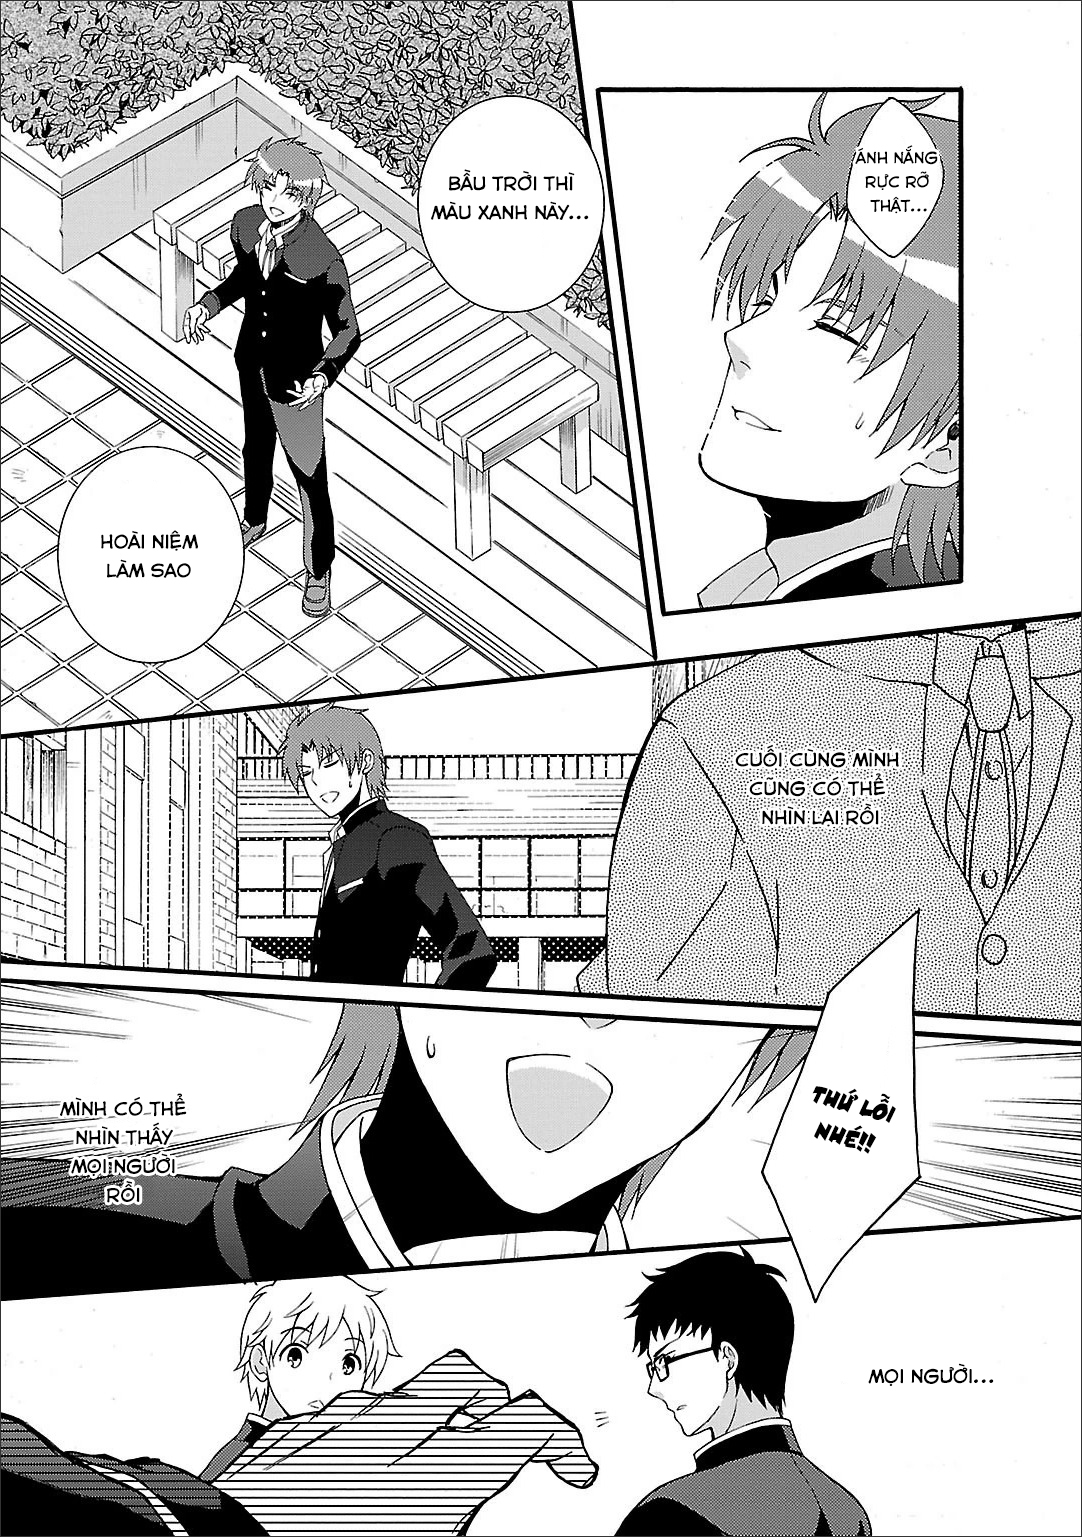 ÁNH NẮNG
RỰC RỠ
THẬT...
BẦU TRỜI THÌ
MÀU XANH NÀY...
HOÀI NIỆM
LÀM SAO
CUỐI CÙNG MÌNH
CŨNG CÓ THỂ
NHÌN LẠI RỒI
THỨ LỖI
NHÉ!!
MÌNH CÓ THỂ
NHÌN THẤY
MỌI NGƯỜI
RỒI
MỌI NGƯỜI...